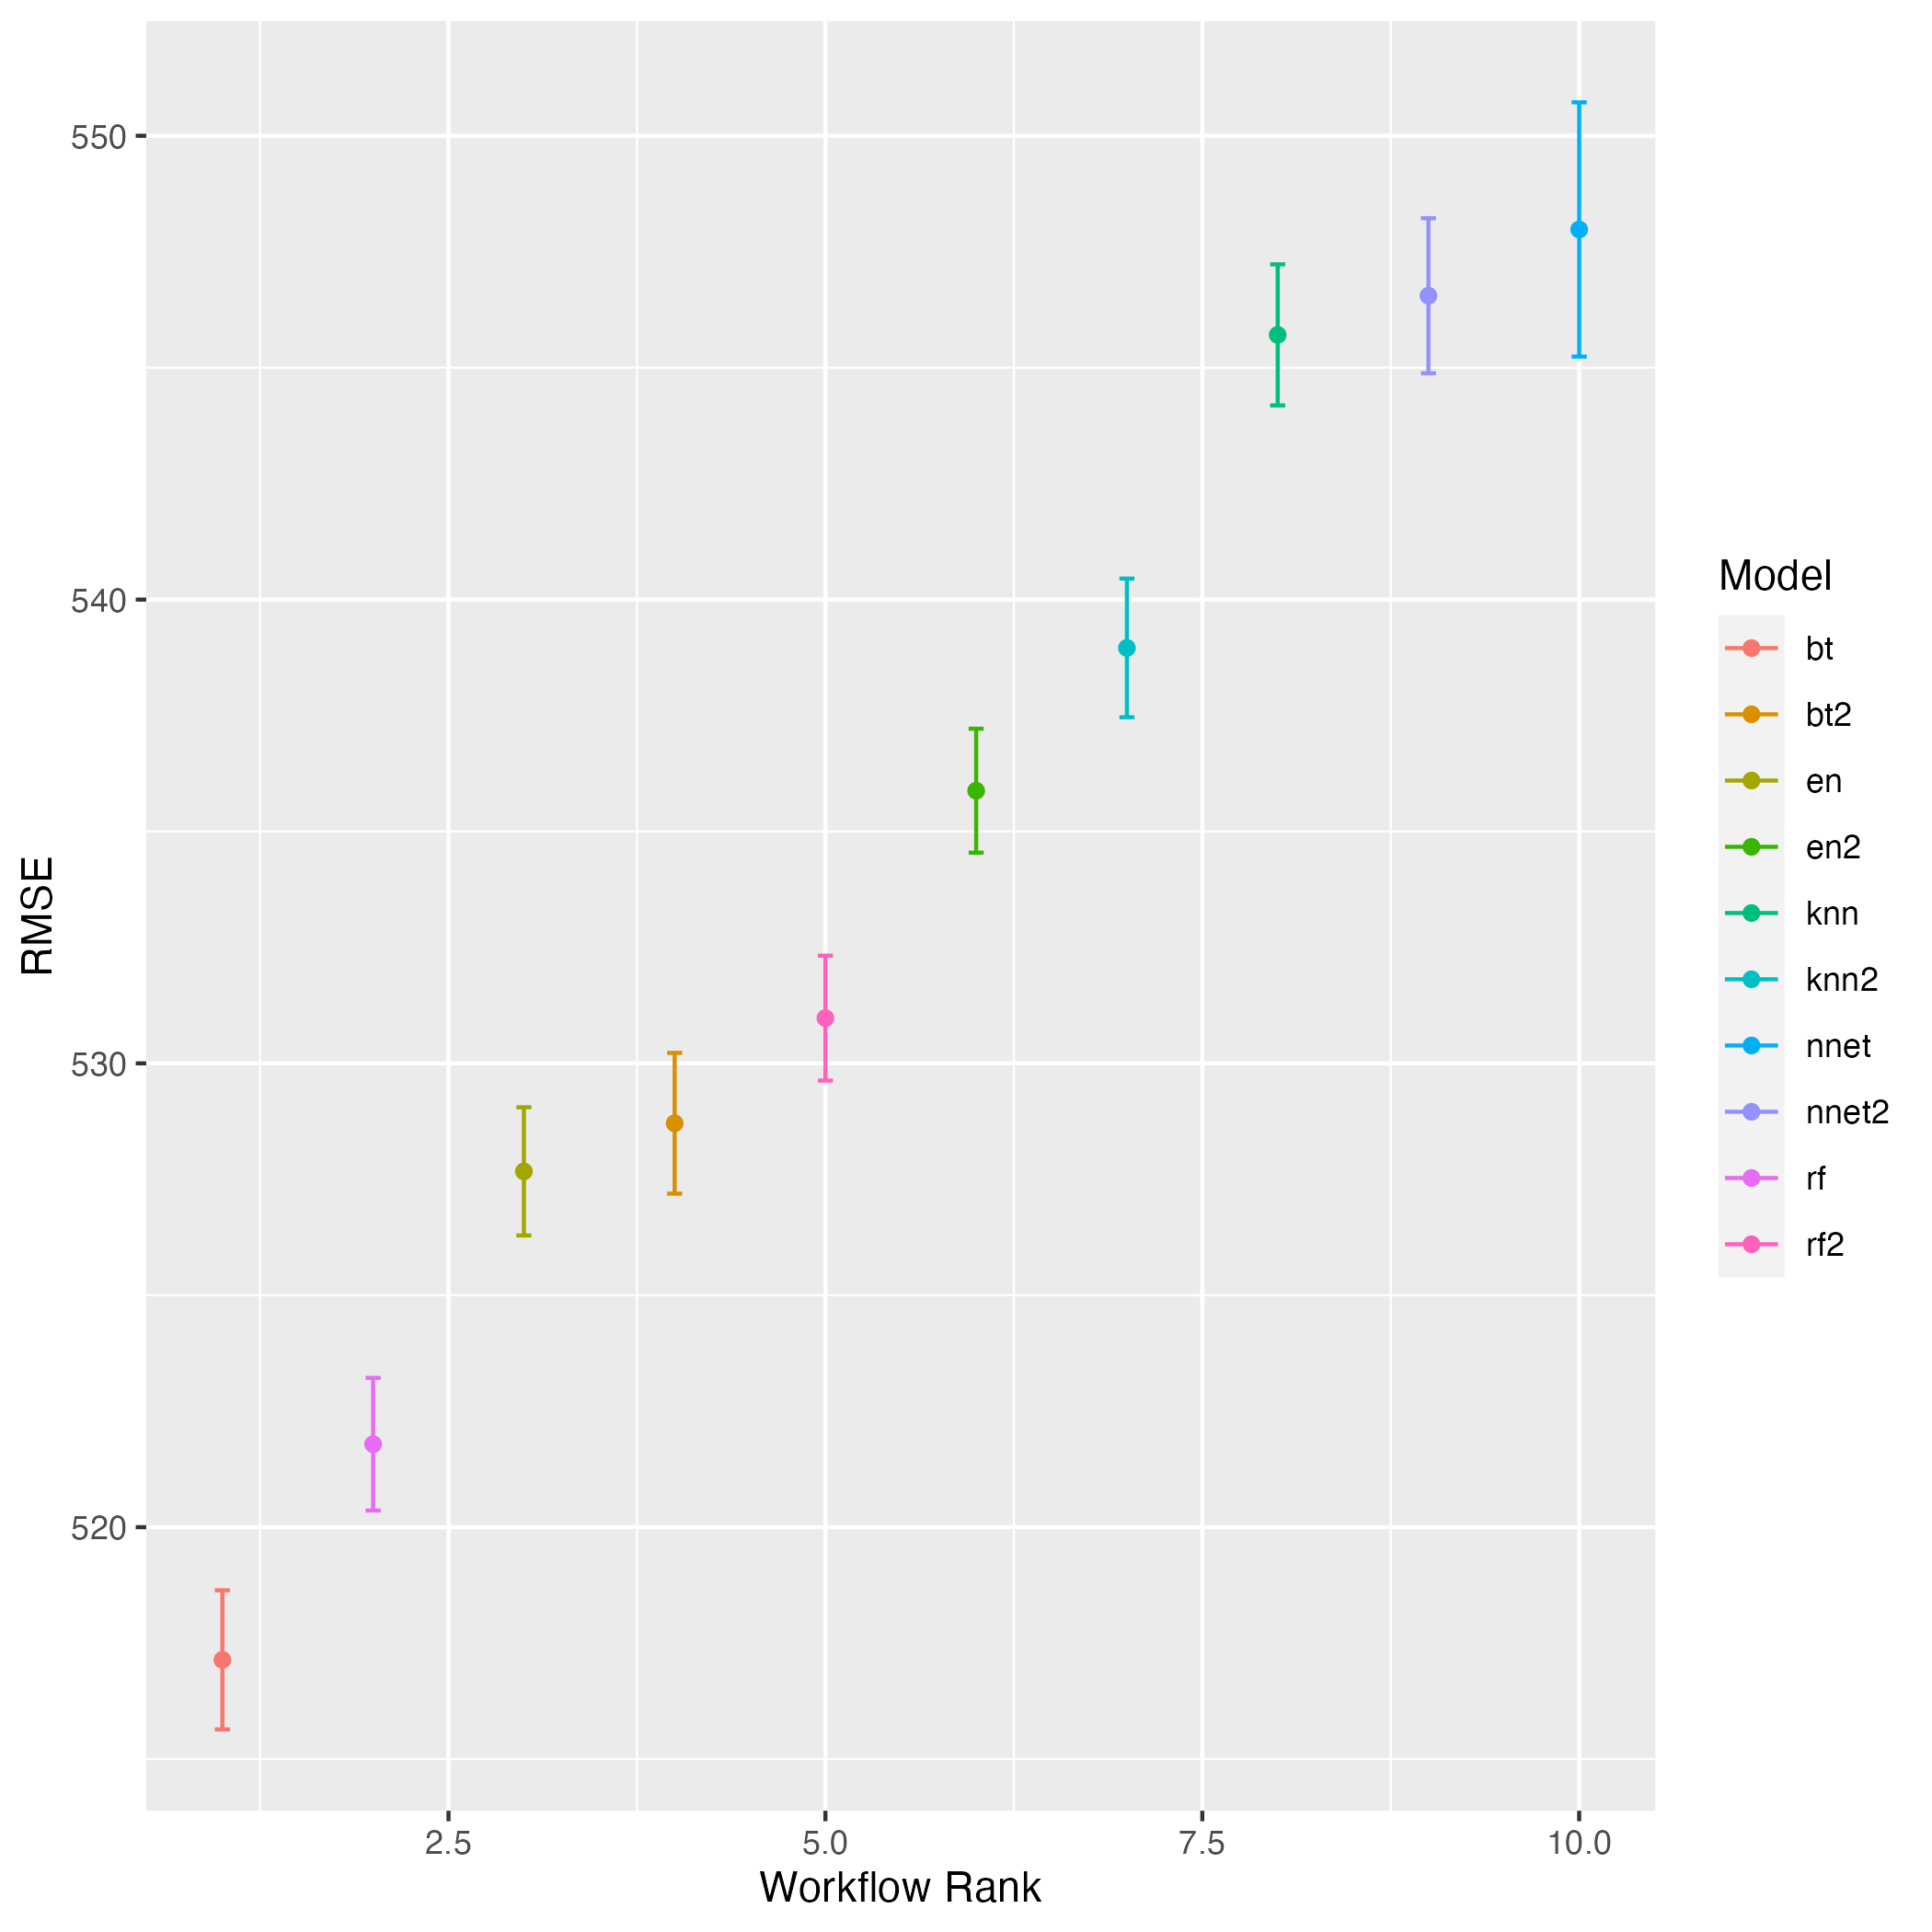 550
540
530
520
RMSE
2.5
5.0
7.5
10.0
Workflow Rank
Model
bt
bt2
en
en2
knn
knn2
nnet
nnet2
rf
rf2